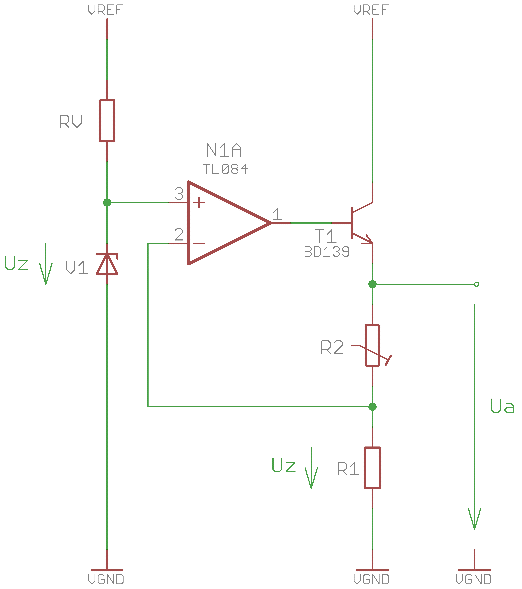 VREF
VREF
RV
N1A
TL084
3
+
1
2
−
T1
BD139
Uz
V1
R2
Ua
Uz
R1
VGND
VGND
VGND